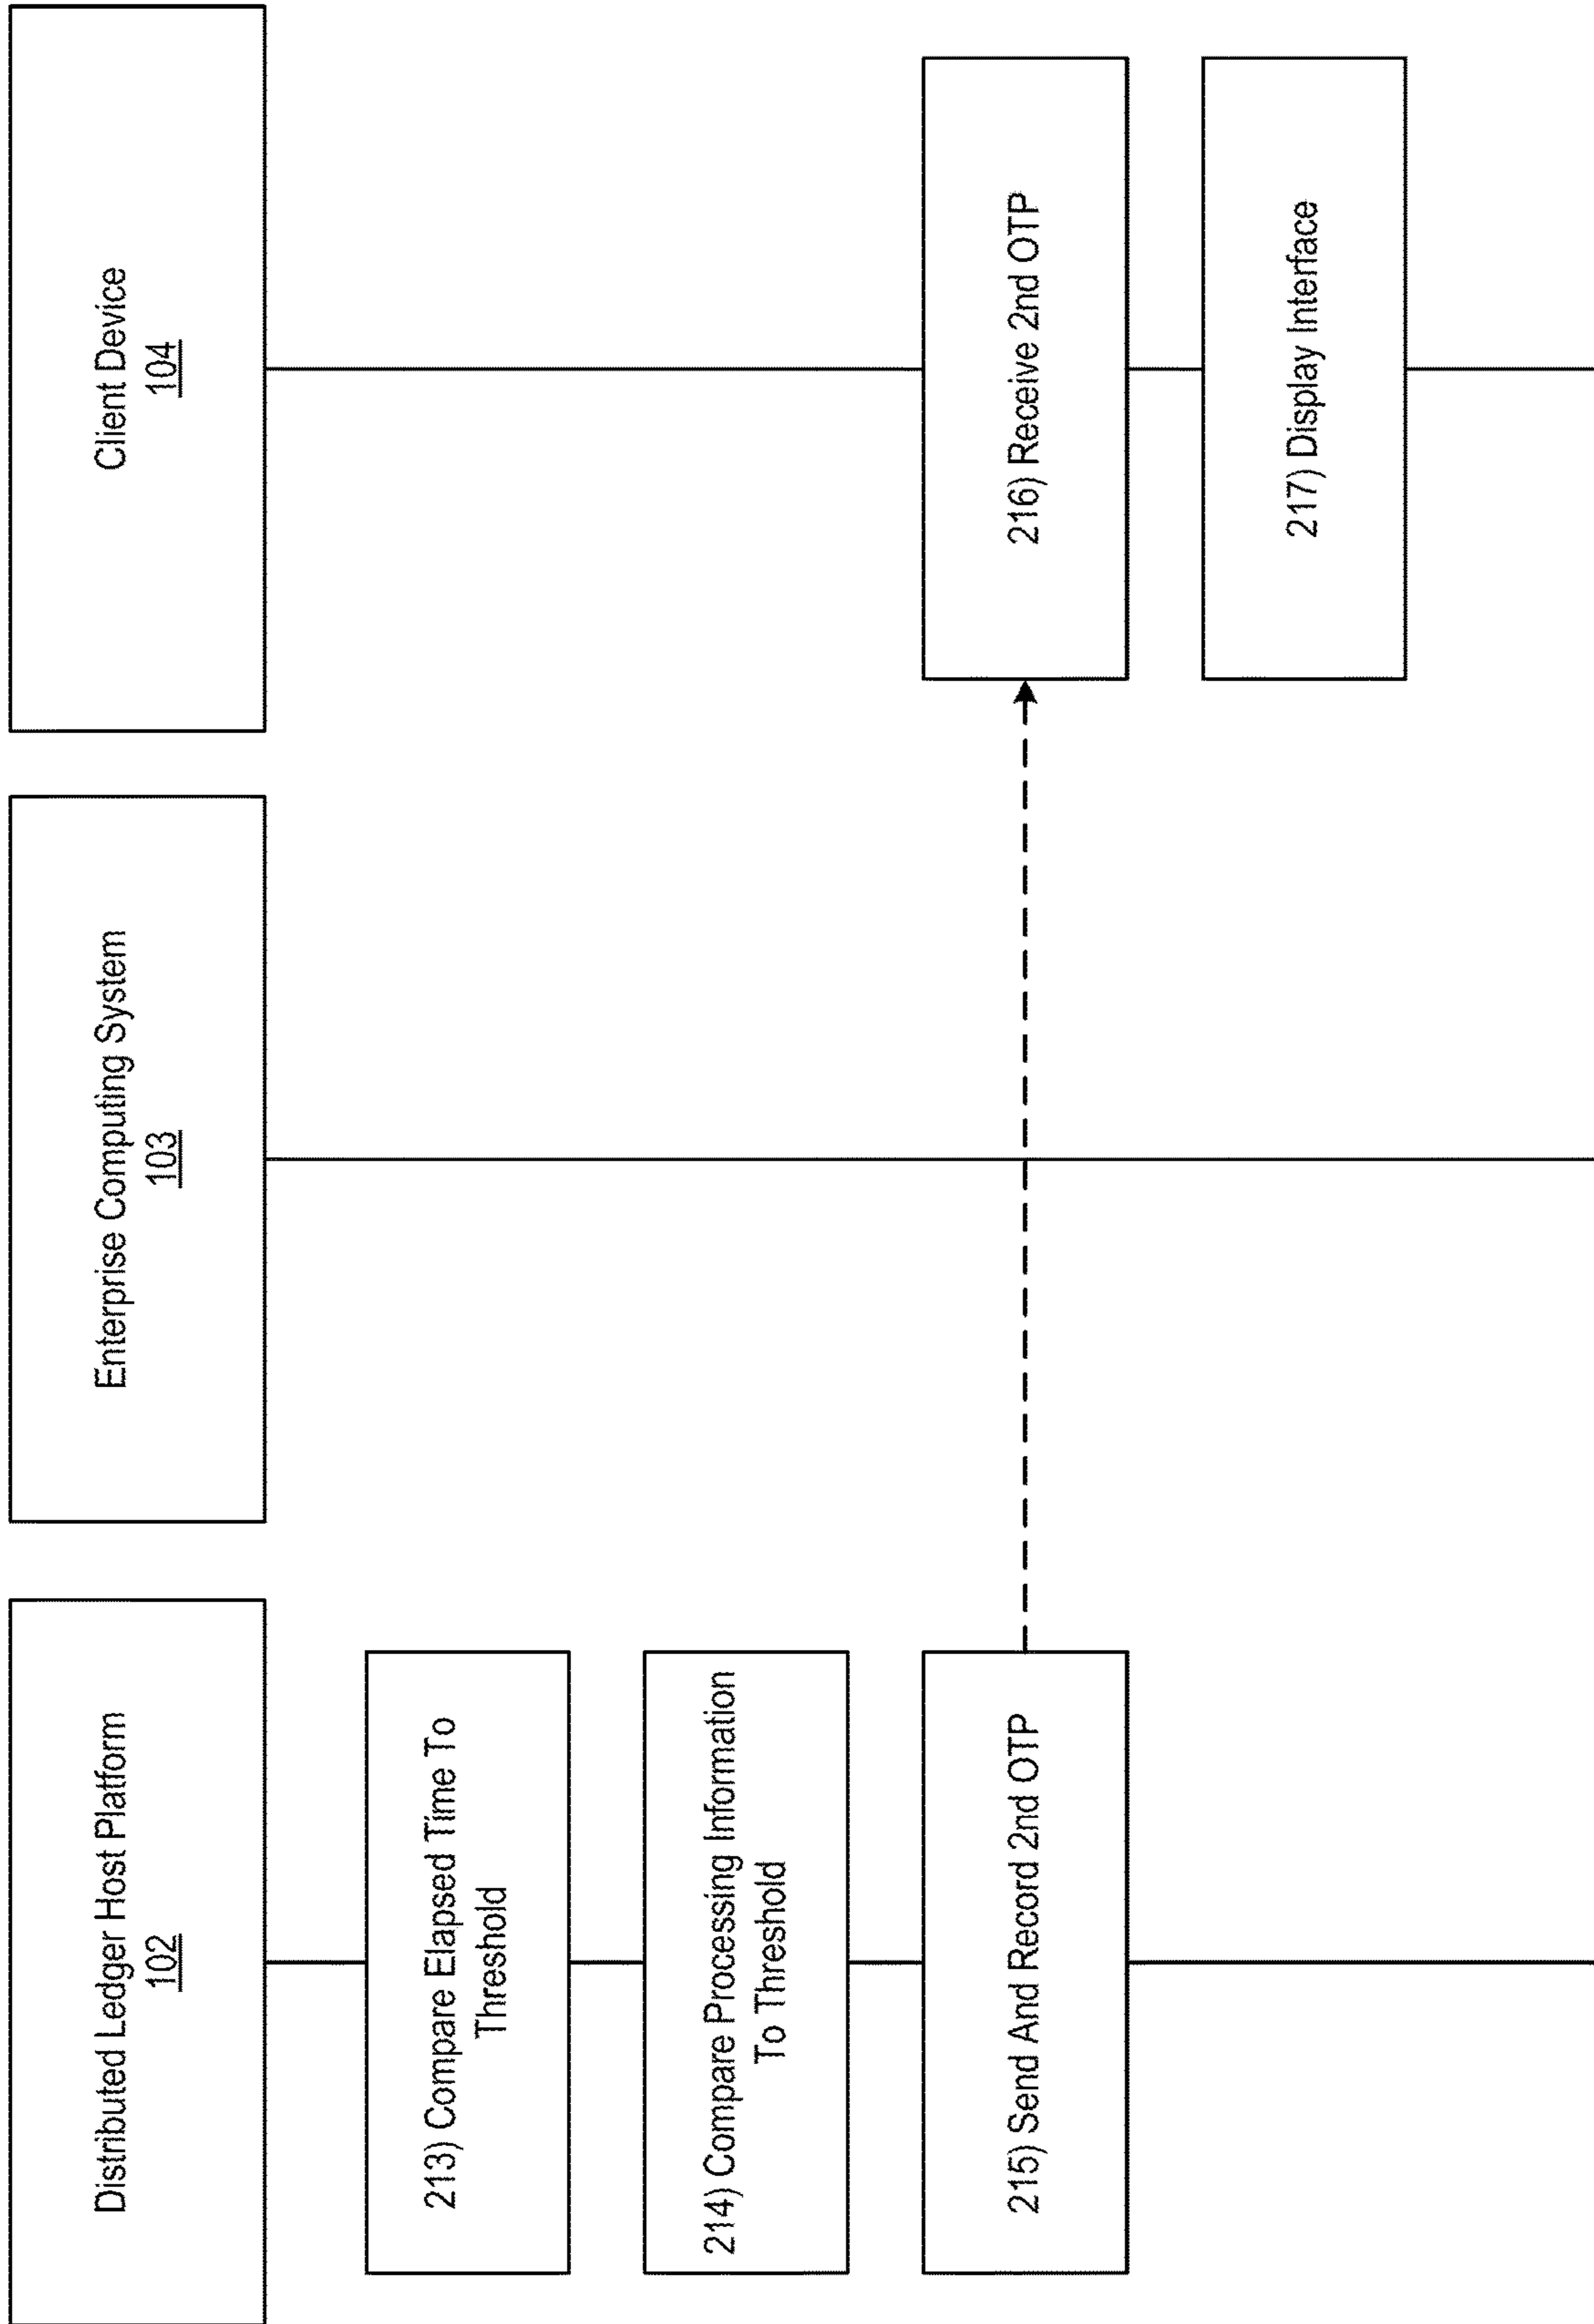 Distributed Ledger Host Platform
102
Enterprise Computing System
103
Client Device
104
213) Compare Elapsed Time To
Threshold
214) Compare Processing Information
To Threshold
215) Send And Record 2nd OTP
216) Receive 2nd OTP
217) Display Interface